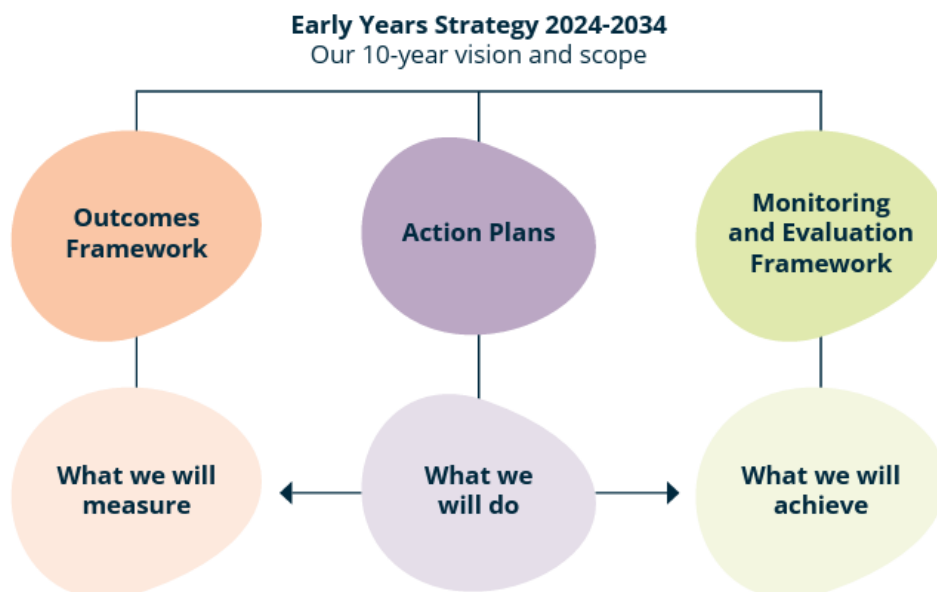 Early Years Strategy 2024-2034
Our 10-year vision and scope
Outcomes
Framework
Action Plans
Monitoring
and Evaluation
Framework
What we will
measure
What we
will do
What we will
achieve